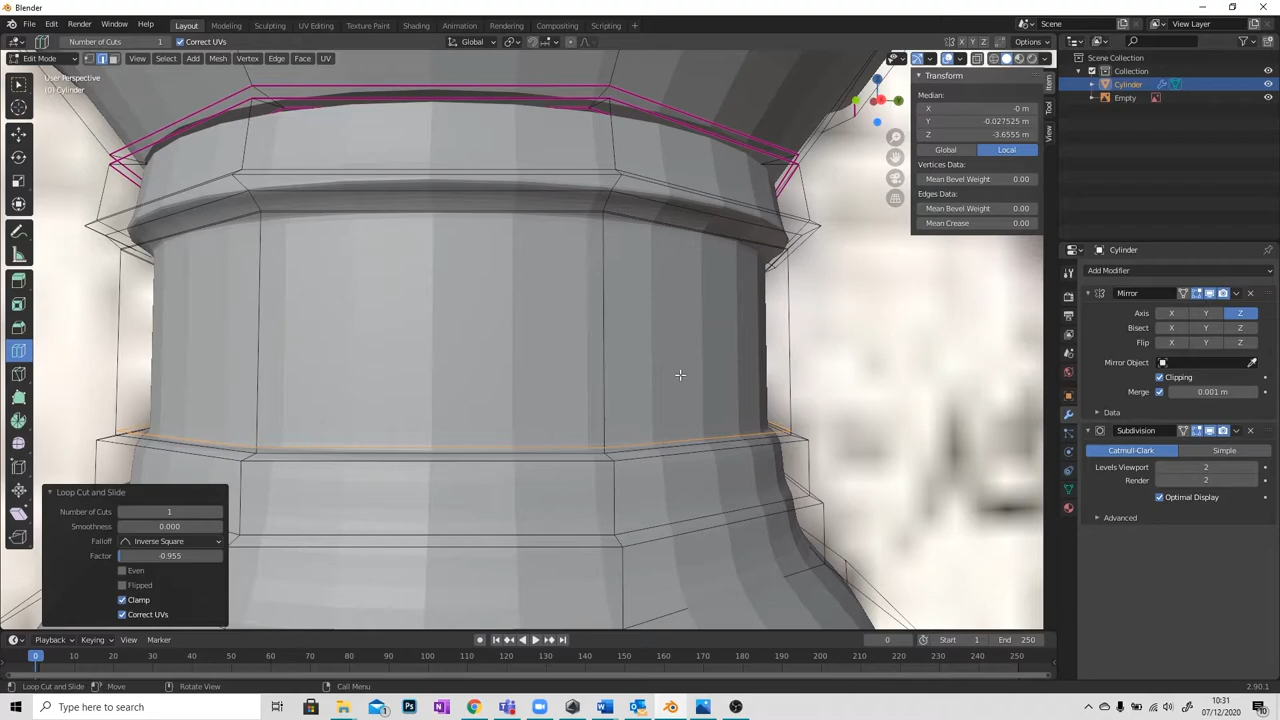 Blender
File Edit Render Window Help Layout Modeling Sculpting UV Editing Texture Paint Shading Animation Rendering Compositing Scripting + Scene View Layer
Number of Cuts 1 Correct UVs Global X Y Z Options
Edit Mode View Select Add Mesh Vertex Edge Face UV
User Perspective
(0) Cylinder
Transform
Median:
X -0 m
Y -0.027525 m
Z -3.6555 m
Global Local
Vertices Data:
Mean Bevel Weight 0.00
Edges Data:
Mean Bevel Weight 0.00
Mean Crease 0.00
Item
Tool
View
Scene Collection
Collection
Cylinder
Empty
Cylinder
Add Modifier
Mirror
Axis X Y Z
Bisect X Y Z
Flip X Y Z
Mirror Object
Clipping
Merge 0.001 m
Data
Subdivision
Catmull-Clark Simple
Levels Viewport 2
Render 2
Optimal Display
Advanced
Loop Cut and Slide
Number of Cuts 1
Smoothness 0.000
Falloff Inverse Square
Factor -0.955
Even
Flipped
Clamp
Correct UVs
Playback Keying View Marker 0 Start 1 End 250
0 10 20 30 40 50 60 70 80 90 100 110 120 130 140 150 160 170 180 190 200 210 220 230 240 250
Loop Cut and Slide Move Rotate View Call Menu 2.90.1
Type here to search
10:31
07/12/2020